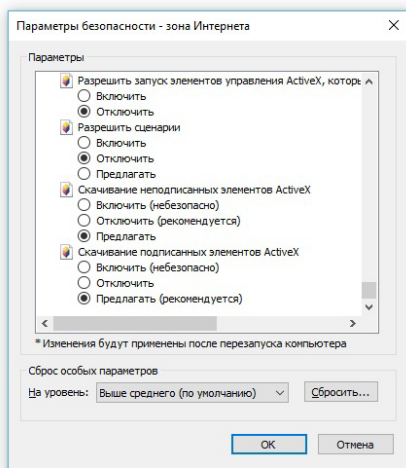 Параметры безопасности - зона Интернета
Параметры
Разрешить запуск элементов управления ActiveX, которь
Включить
Отключить
Разрешить сценарии
Включить
Отключить
Предлагать
Скачивание неподписанных элементов ActiveX
Включить (небезопасно)
Отключить (рекомендуется)
Предлагать
Скачивание подписанных элементов ActiveX
Включить (небезопасно)
Отключить
Предлагать (рекомендуется)
* Изменения будут применены после перезапуска компьютера
Сброс особых параметров
На уровень: Выше среднего (по умолчанию) Сбросить...
ОК Отмена